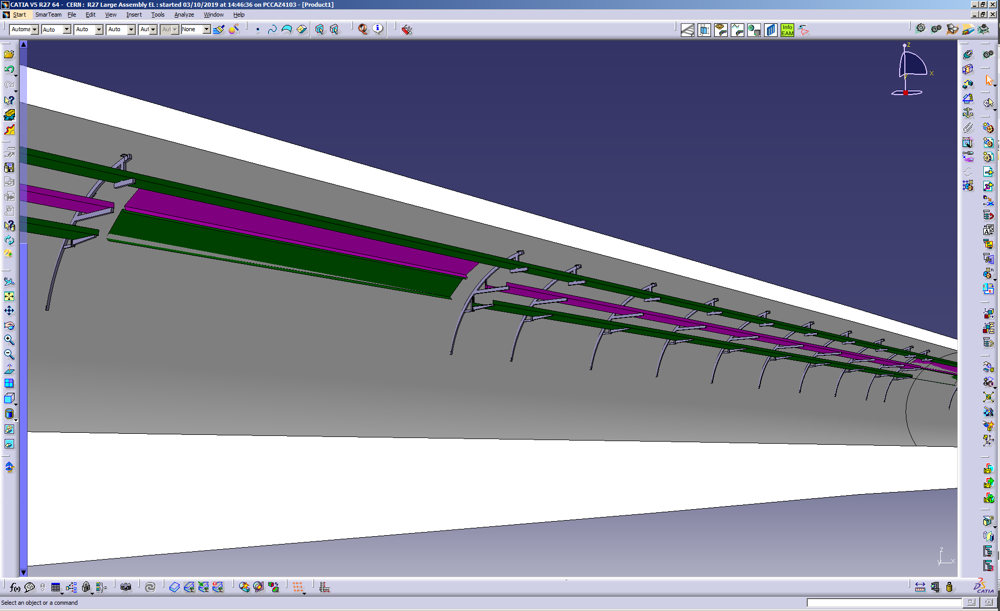 CATIA V5 R27 64 - CERN : R27 Large Assembly EL : started 03/10/2019 at 14:46:36 on PCCAZ4103 - [Product1]
Start SmarTeam File Edit View Insert Tools Analyze Window Help
Automa Auto Auto Auto Aut Aut None Info
EAM
z
x
y
z
y x
f(x)
CATIA
Select an object or a command